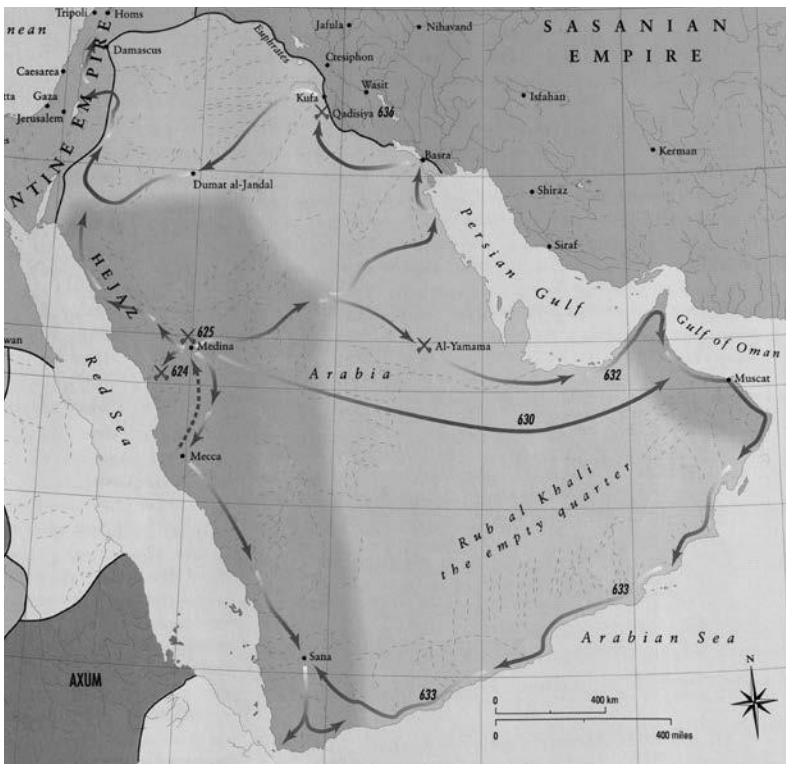 Tripoli
Homs
Jafula
Nihavand
SASANIAN
EMPIRE
nean
Damascus
Euphrates
Ctesiphon
Caesarea
Wasit
Isfahan
Kufa
Gaza
Qadisiya 636
Jerusalem
NTINE EMPIRE
Basra
Kerman
Dumat al-Jandal
Shiraz
Persian Gulf
Siraf
HEJAZ
625
Medina
Al-Yamama
Gulf of Oman
wan
Red Sea
624
Arabia
632
Muscat
630
Mecca
Rub al Khali
the empty quarter
633
Arabian Sea
Sana
AXUM
633
N
0 400 km
0 400 miles